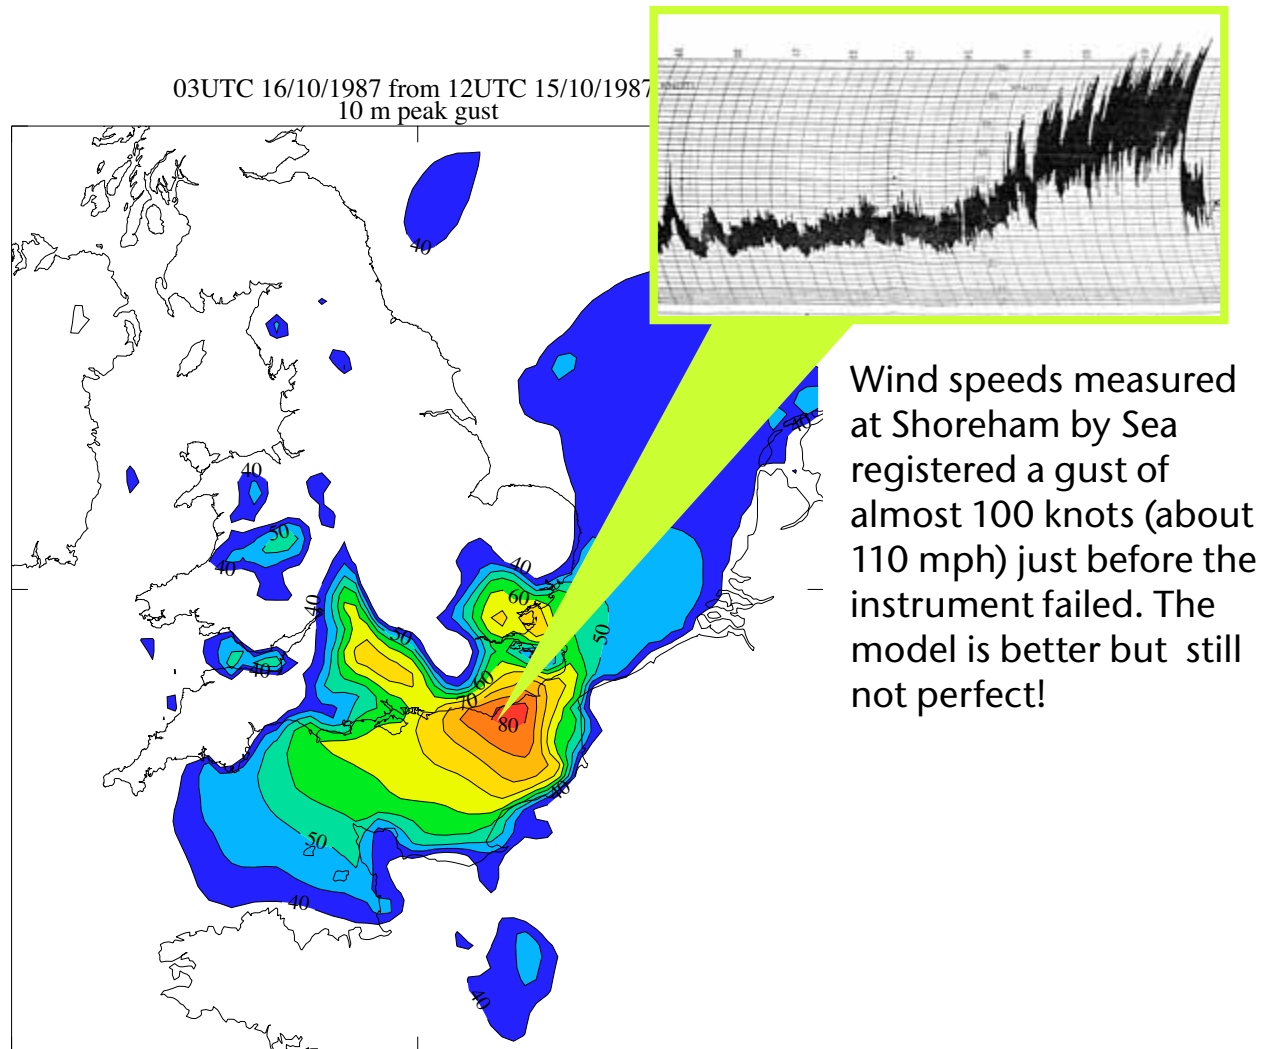 03UTC 16/10/1987 from 12UTC 15/10/1987
10 m peak gust
Wind speeds measured
at Shoreham by Sea
registered a gust of
almost 100 knots (about
110 mph) just before the
instrument failed. The
model is better but still
not perfect!
40
40
40
50
40
40
60
40
50
50
40
60
70
80
40
50
40
40